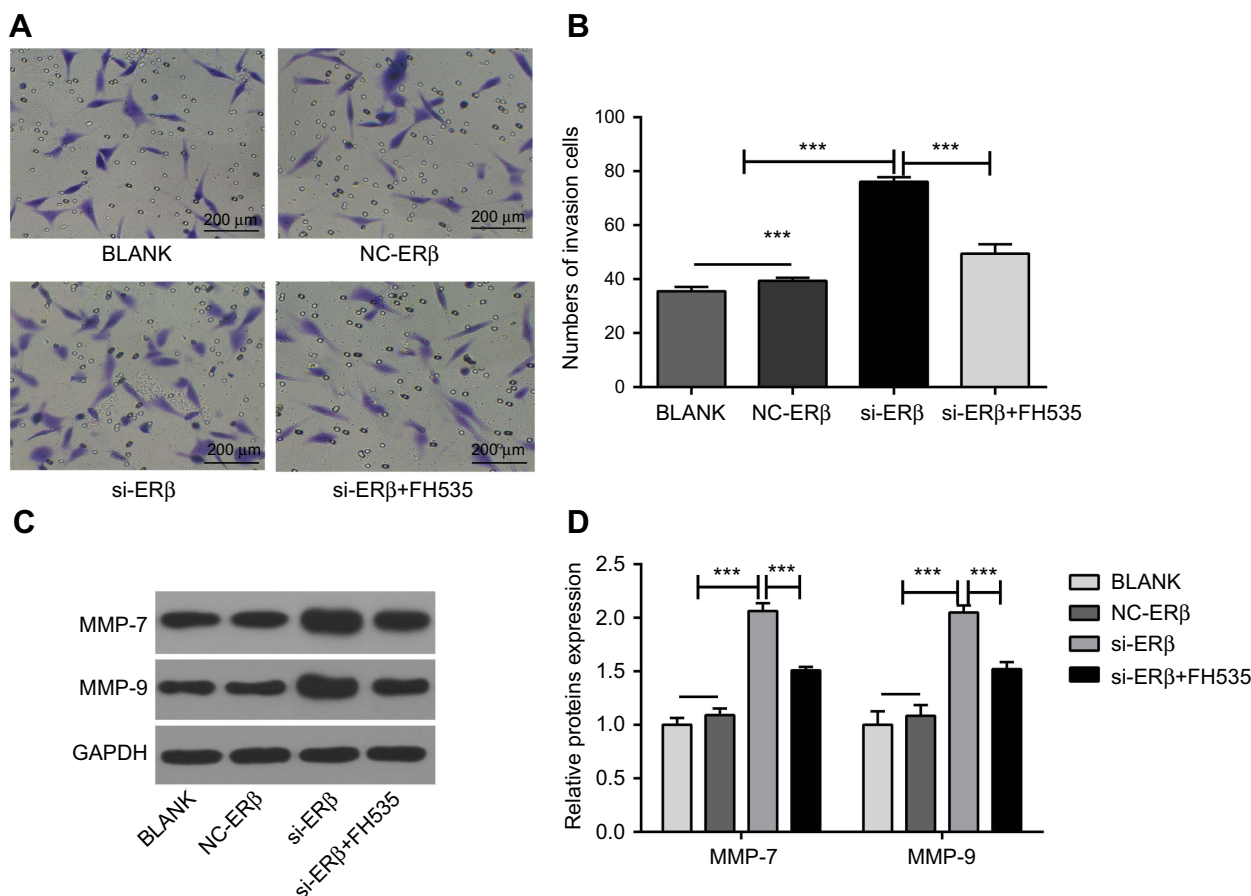 A
200 μm
BLANK
200 μm
NC-ERβ
200 μm
si-ERβ
200 μm
si-ERβ+FH535
B
Numbers of invasion cells
100
80
60
40
20
0
***
***
***
BLANK
NC-ERβ
si-ERβ
si-ERβ+FH535
C
MMP-7
MMP-9
GAPDH
BLANK
NC-ERβ
si-ERβ
si-ERβ+FH535
D
Relative proteins expression
2.5
2.0
1.5
1.0
0.5
0.0
***
***
***
***
MMP-7
MMP-9
BLANK
NC-ERβ
si-ERβ
si-ERβ+FH535